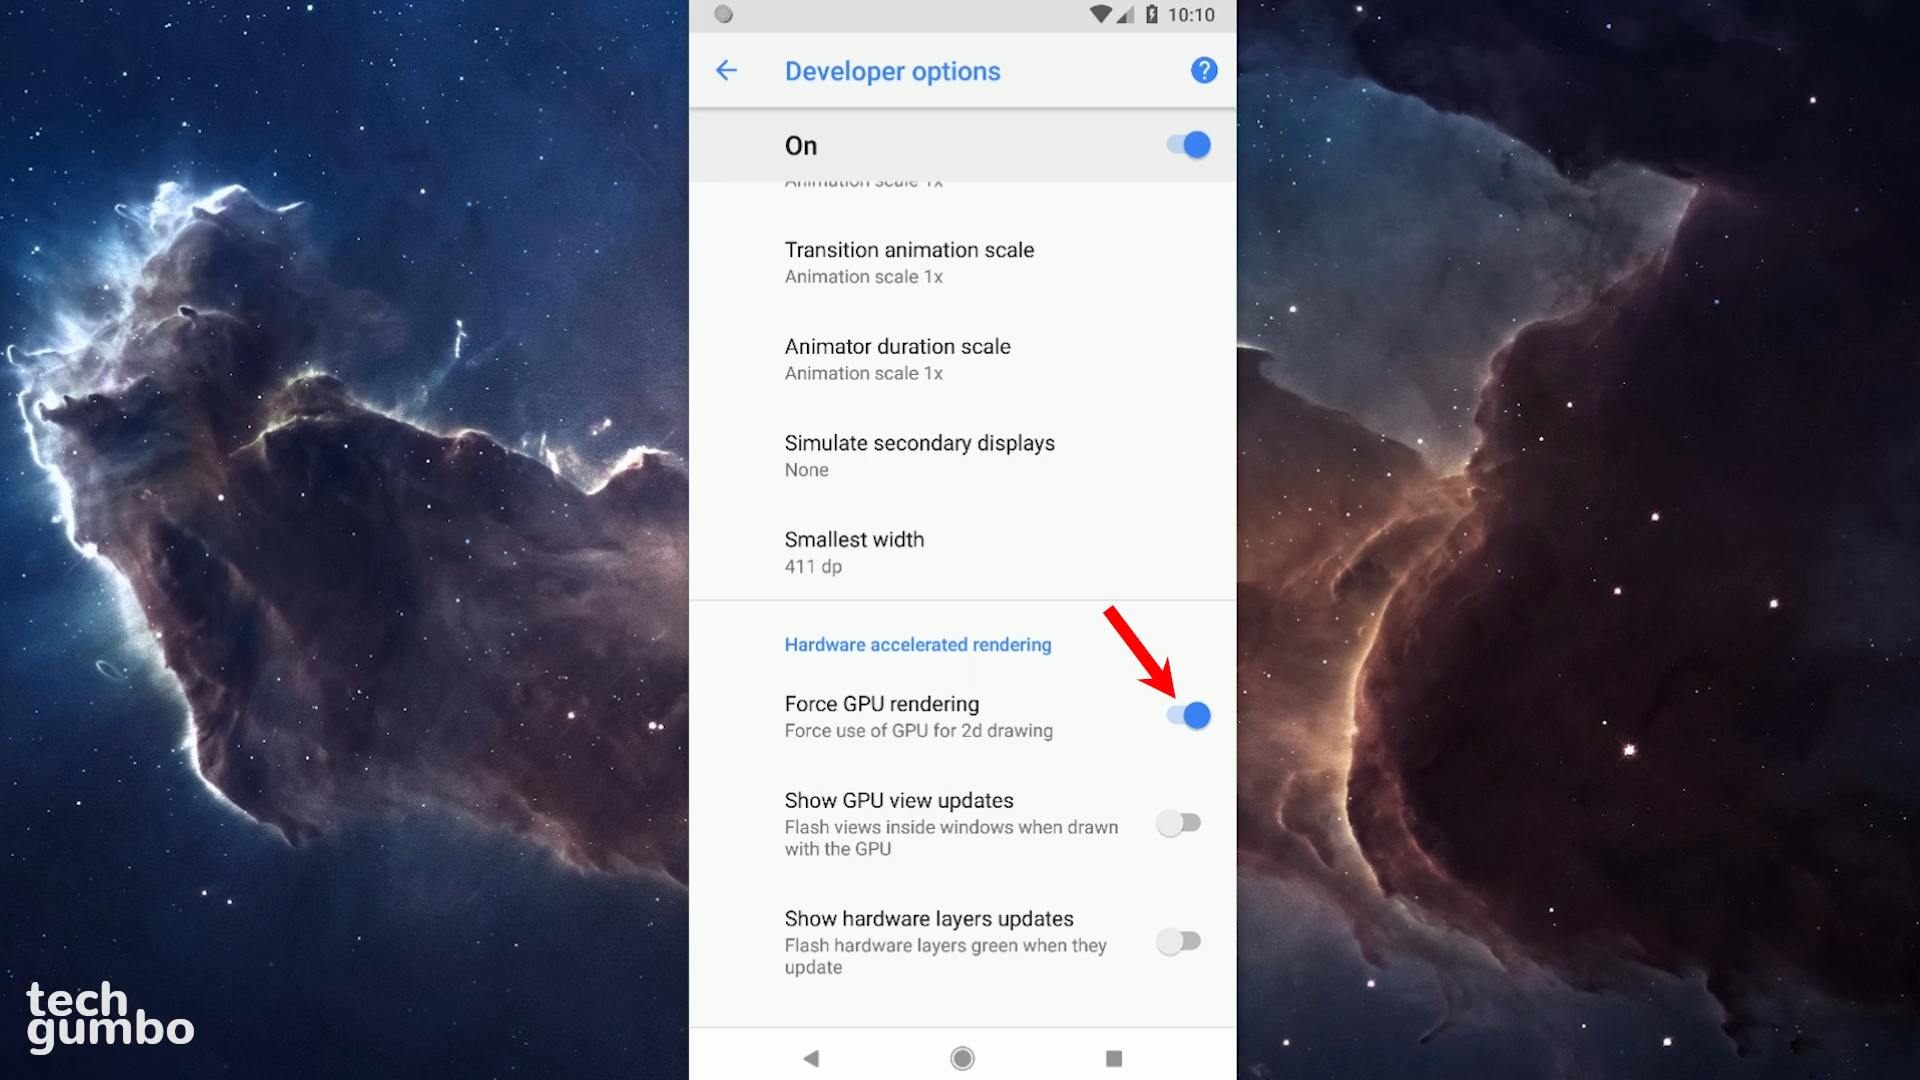 10:10
Developer options
?
On
Animation scale 1x
Transition animation scale
Animation scale 1x
Animator duration scale
Animation scale 1x
Simulate secondary displays
None
Smallest width
411 dp
Hardware accelerated rendering
Force GPU rendering
Force use of GPU for 2d drawing
Show GPU view updates
Flash views inside windows when drawn
with the GPU
Show hardware layers updates
Flash hardware layers green when they
update
tech
gumbo